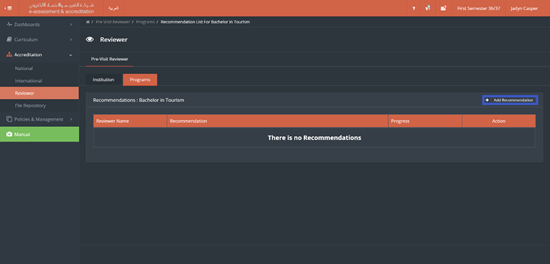 e-assessment & accreditation
العربية
First Semester 36/37
Jadyn Casper
/ Pre-Visit Reviewer / Programs / Recommendation List For Bachelor in Tourism
Dashboards
Curriculum
Accreditation
National
International
Reviewer
File Repository
Policies & Management
Manual
Reviewer
Pre-Visit Reviewer
Institution
Programs
Recommendations : Bachelor in Tourism
Add Recommendation
Reviewer Name
Recommendation
Progress
Action
There is no Recommendations